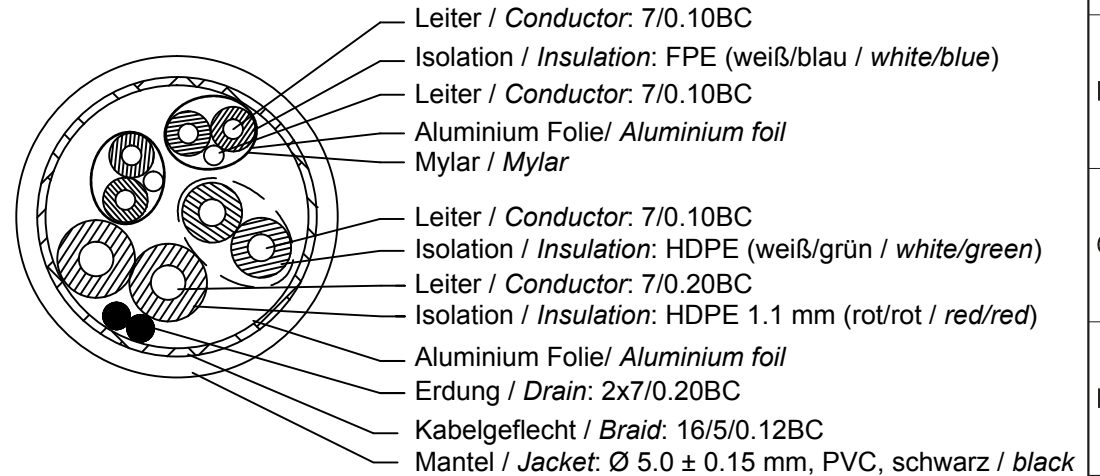 Leiter / Conductor: 7/0.10BC
Isolation / Insulation: FPE (weiß/blau / white/blue)
Leiter / Conductor: 7/0.10BC
Aluminium Folie/ Aluminium foil
Mylar / Mylar
Leiter / Conductor: 7/0.10BC
Isolation / Insulation: HDPE (weiß/grün / white/green)
Leiter / Conductor: 7/0.20BC
Isolation / Insulation: HDPE 1.1 mm (rot/rot / red/red)
Aluminium Folie/ Aluminium foil
Erdung / Drain: 2x7/0.20BC
Kabelgeflecht / Braid: 16/5/0.12BC
Mantel / Jacket: Ø 5.0 ± 0.15 mm, PVC, schwarz / black